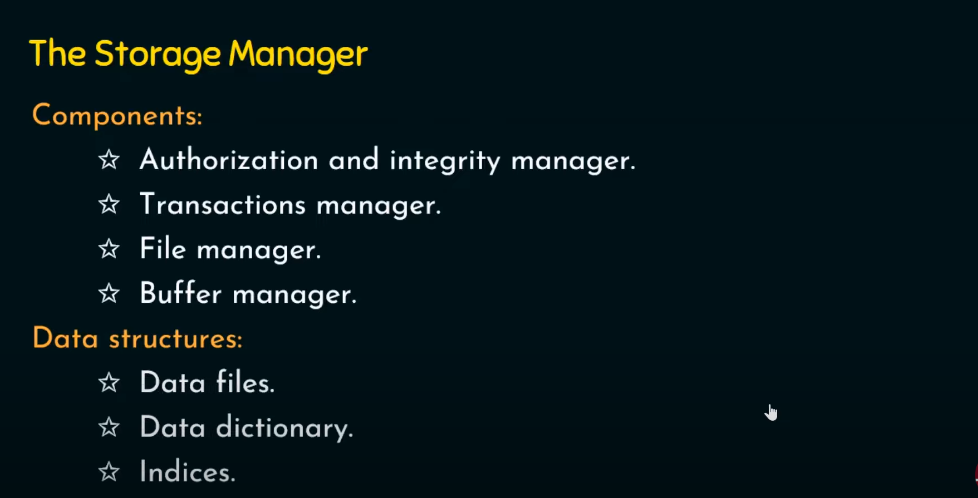 The Storage Manager
Components:
☆ Authorization and integrity manager.
☆ Transactions manager.
☆ File manager.
☆ Buffer manager.
Data structures:
☆ Data files.
☆ Data dictionary.
☆ Indices.